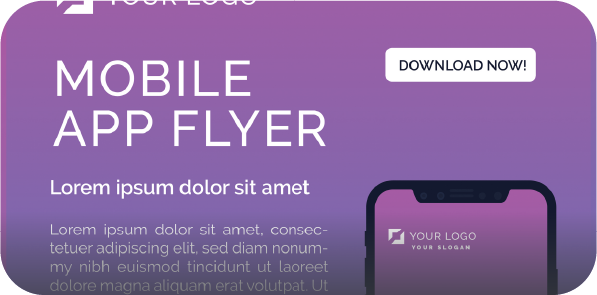 YOUR LOGO
MOBILE
APP FLYER
DOWNLOAD NOW!
Lorem ipsum dolor sit amet
Lorem ipsum dolor sit amet, consec-
tetuer adipiscing elit, sed diam nonum-
my nibh euismod tincidunt ut laoreet
dolore magna aliquam erat volutpat. Ut
YOUR LOGO
YOUR SLOGAN